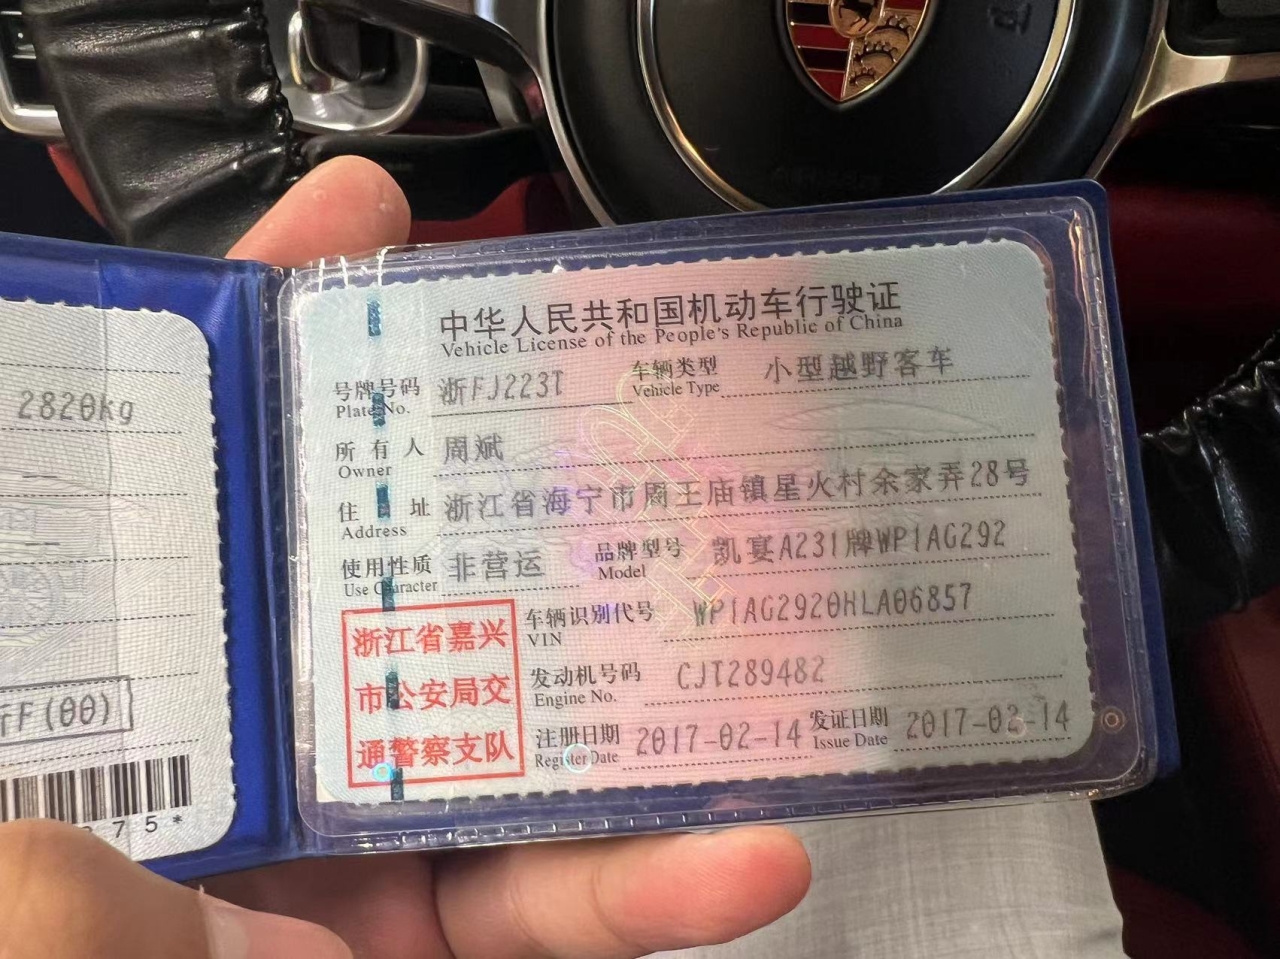 2820kg
F(00)
875*
中华人民共和国机动车行驶证
Vehicle License of the People's Republic of China
号牌号码 浙FJ223T 车辆类型 小型越野客车
Plate No. Vehicle Type
所有人 周斌
Owner
住址 浙江省海宁市周王庙镇星火村余家弄28号
Address
使用性质 非营运 品牌型号 凯宴A231牌WP1AG292
Use Character Model
浙江省嘉兴
市公安局交
通警察支队
车辆识别代号 WP1AG2920HLA06857
VIN
发动机号码 CJT289482
Engine No.
注册日期 2017-02-14 发证日期 2017-02-14
Register Date Issue Date